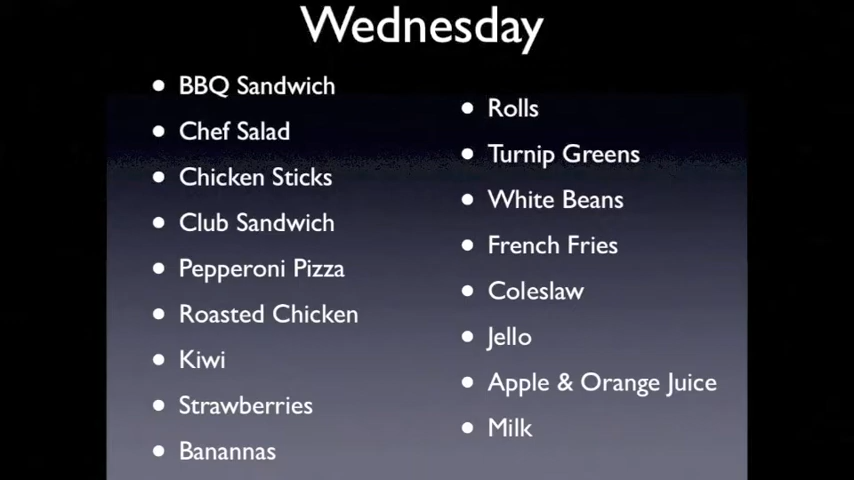 Wednesday
• BBQ Sandwich
• Chef Salad
• Chicken Sticks
• Club Sandwich
• Pepperoni Pizza
• Roasted Chicken
• Kiwi
• Strawberries
• Banannas
• Rolls
• Turnip Greens
• White Beans
• French Fries
• Coleslaw
• Jello
• Apple & Orange Juice
• Milk